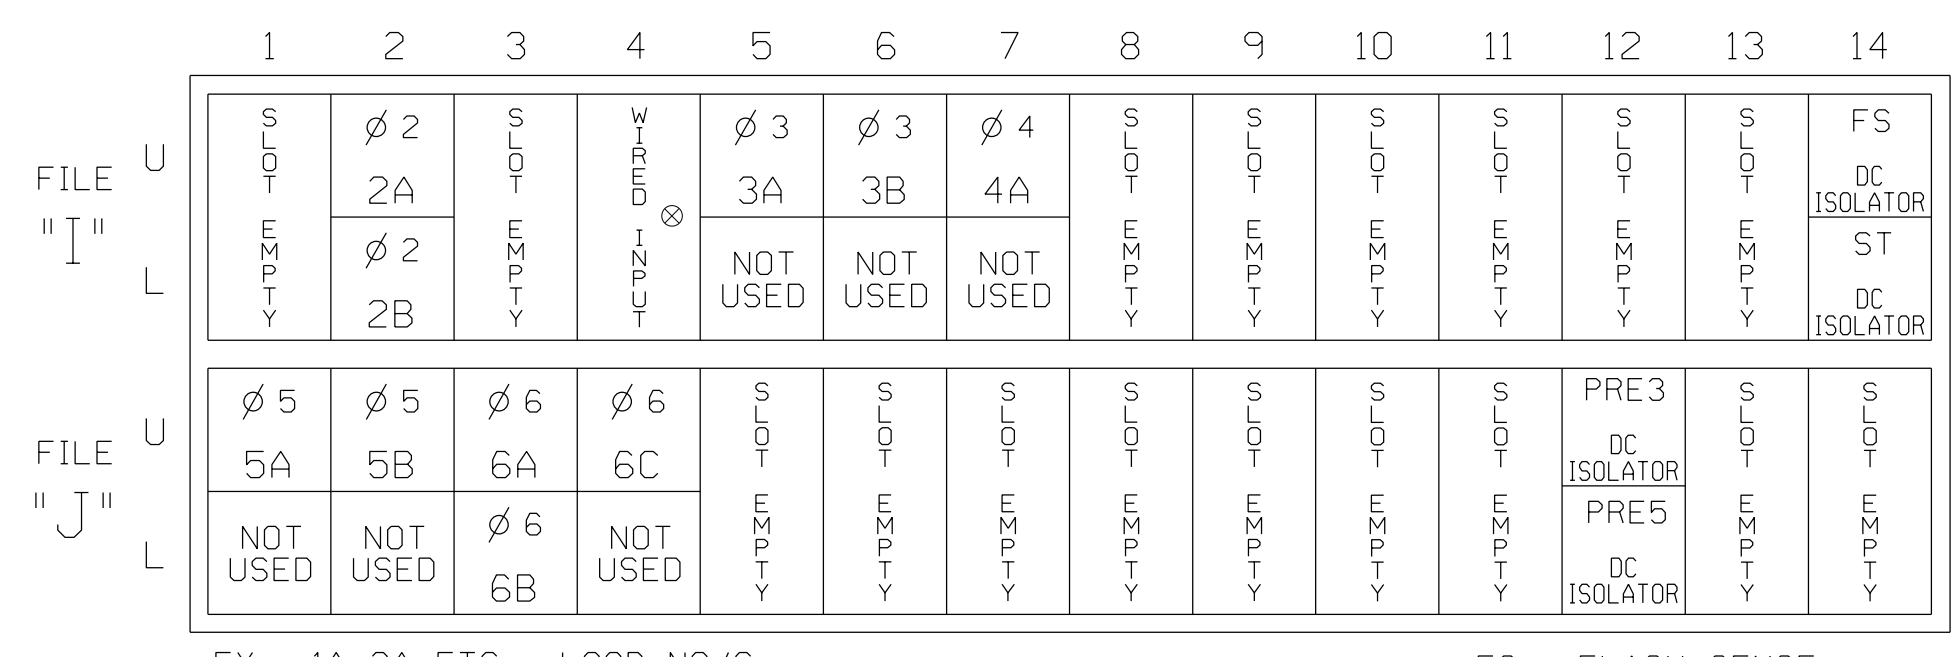 1 2 3 4 5 6 7 8 9 10 11 12 13 14
FILE "I"
U
L
SLOT EMPTY
Ø 2
2A
Ø 2
2B
SLOT EMPTY
WIRED INPUT
Ø 3
3A
NOT
USED
Ø 3
3B
NOT
USED
Ø 4
4A
NOT
USED
SLOT EMPTY
SLOT EMPTY
SLOT EMPTY
SLOT EMPTY
SLOT EMPTY
SLOT EMPTY
FS
DC
ISOLATOR
ST
DC
ISOLATOR
FILE "J"
U
L
Ø 5
5A
NOT
USED
Ø 5
5B
NOT
USED
Ø 6
6A
Ø 6
6B
Ø 6
6C
NOT
USED
SLOT EMPTY
SLOT EMPTY
SLOT EMPTY
SLOT EMPTY
SLOT EMPTY
SLOT EMPTY
SLOT EMPTY
PRE3
DC
ISOLATOR
PRE5
DC
ISOLATOR
SLOT EMPTY
SLOT EMPTY